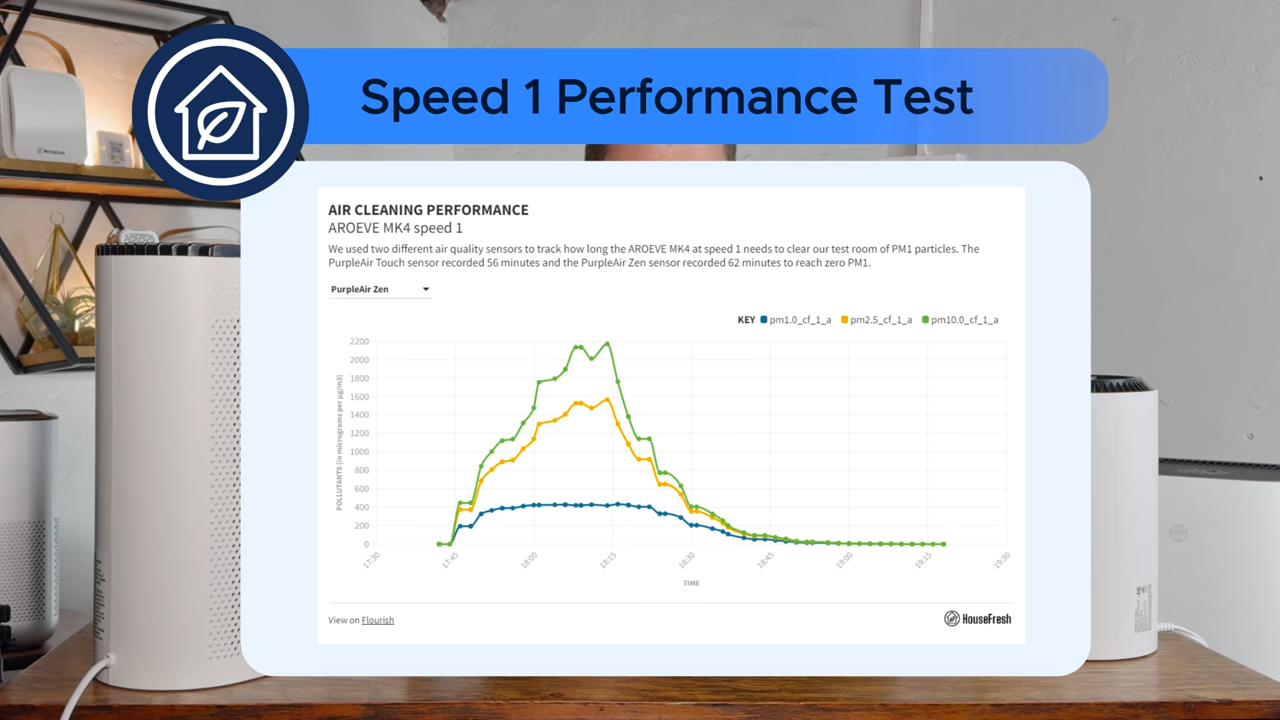 Speed 1 Performance Test
AIR CLEANING PERFORMANCE
AROEVE MK4 speed 1
We used two different air quality sensors to track how long the AROEVE MK4 at speed 1 needs to clear our test room of PM1 particles. The
PurpleAir Touch sensor recorded 56 minutes and the PurpleAir Zen sensor recorded 62 minutes to reach zero PM1.
PurpleAir Zen
KEY pm1.0_cf_1_a pm2.5_cf_1_a pm10.0_cf_1_a
POLLUTANTS (in micrograms per µg/m3)
2200
2000
1800
1600
1400
1200
1000
800
600
400
200
0
17:30 17:45 18:00 18:15 18:30 18:45 19:00 19:15 19:30
TIME
View on Flourish
HouseFresh